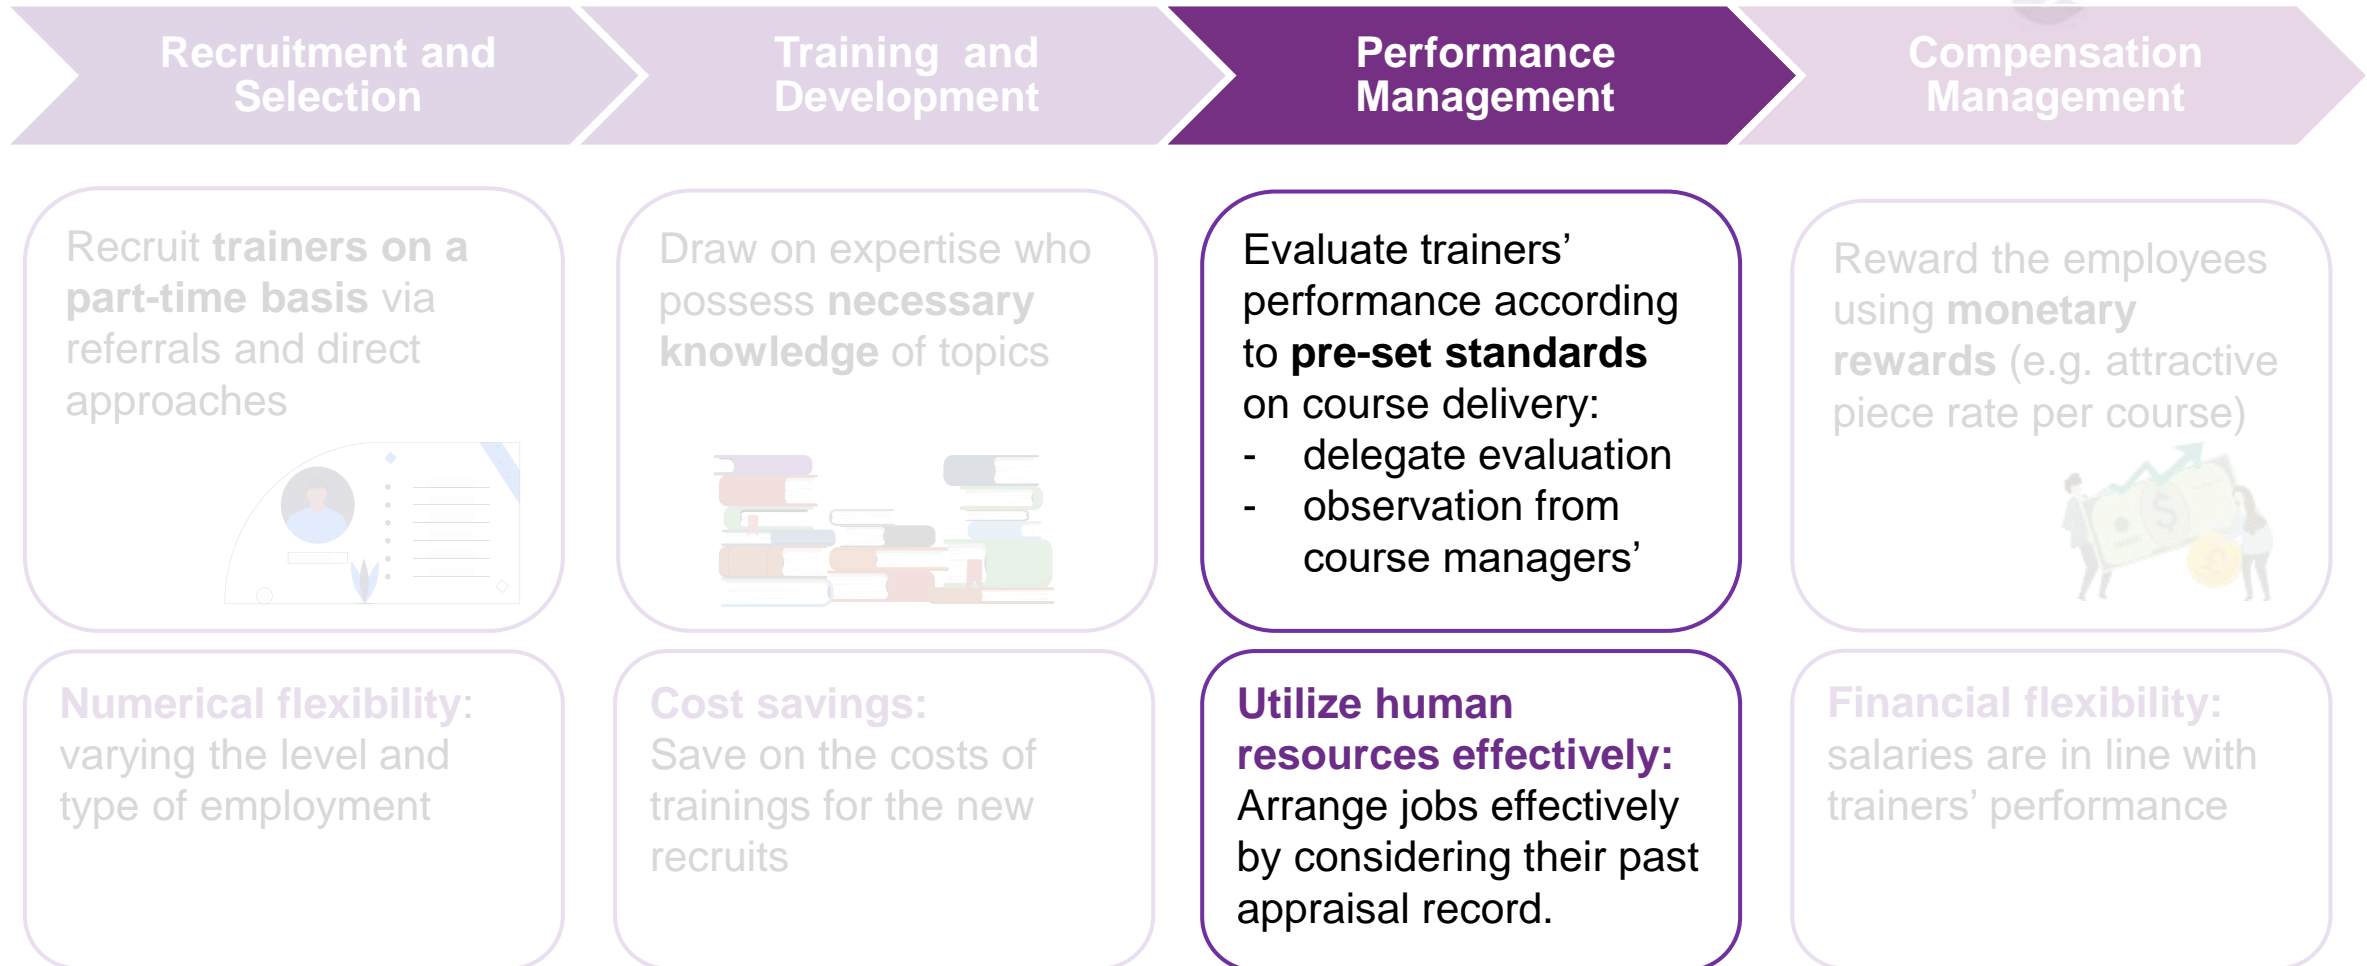 Recruitment and
Selection
Training and
Development
Performance
Management
Compensation
Management
Recruit trainers on a
part-time basis via
referrals and direct
approaches
Draw on expertise who
possess necessary
knowledge of topics
Evaluate trainers’
performance according
to pre-set standards
on course delivery:
- delegate evaluation
- observation from
course managers’
Reward the employees
using monetary
rewards (e.g. attractive
piece rate per course)
Numerical flexibility:
varying the level and
type of employment
Cost savings:
Save on the costs of
trainings for the new
recruits
Utilize human
resources effectively:
Arrange jobs effectively
by considering their past
appraisal record.
Financial flexibility:
salaries are in line with
trainers’ performance